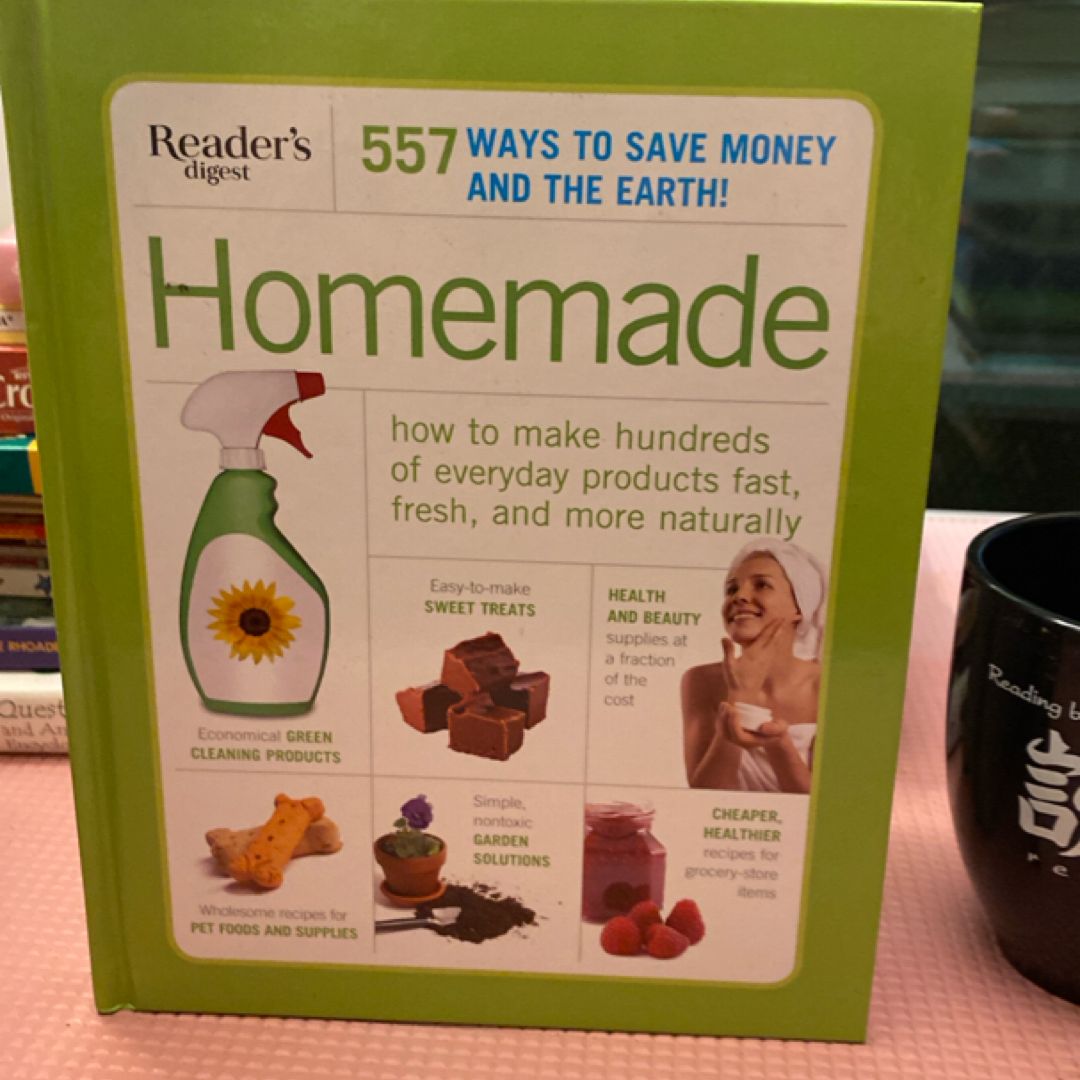 Reader's
digest
557 WAYS TO SAVE MONEY
AND THE EARTH!
Homemade
how to make hundreds
of everyday products fast,
fresh, and more naturally
Easy-to-make
SWEET TREATS
HEALTH
AND BEAUTY
supplies at
a fraction
of the
cost
Economical GREEN
CLEANING PRODUCTS
Wholesome recipes for
PET FOODS AND SUPPLIES
Simple,
nontoxic
GARDEN
SOLUTIONS
CHEAPER,
HEALTHIER
recipes for
grocery-store
items
RHOAD
Quest
and
Reading